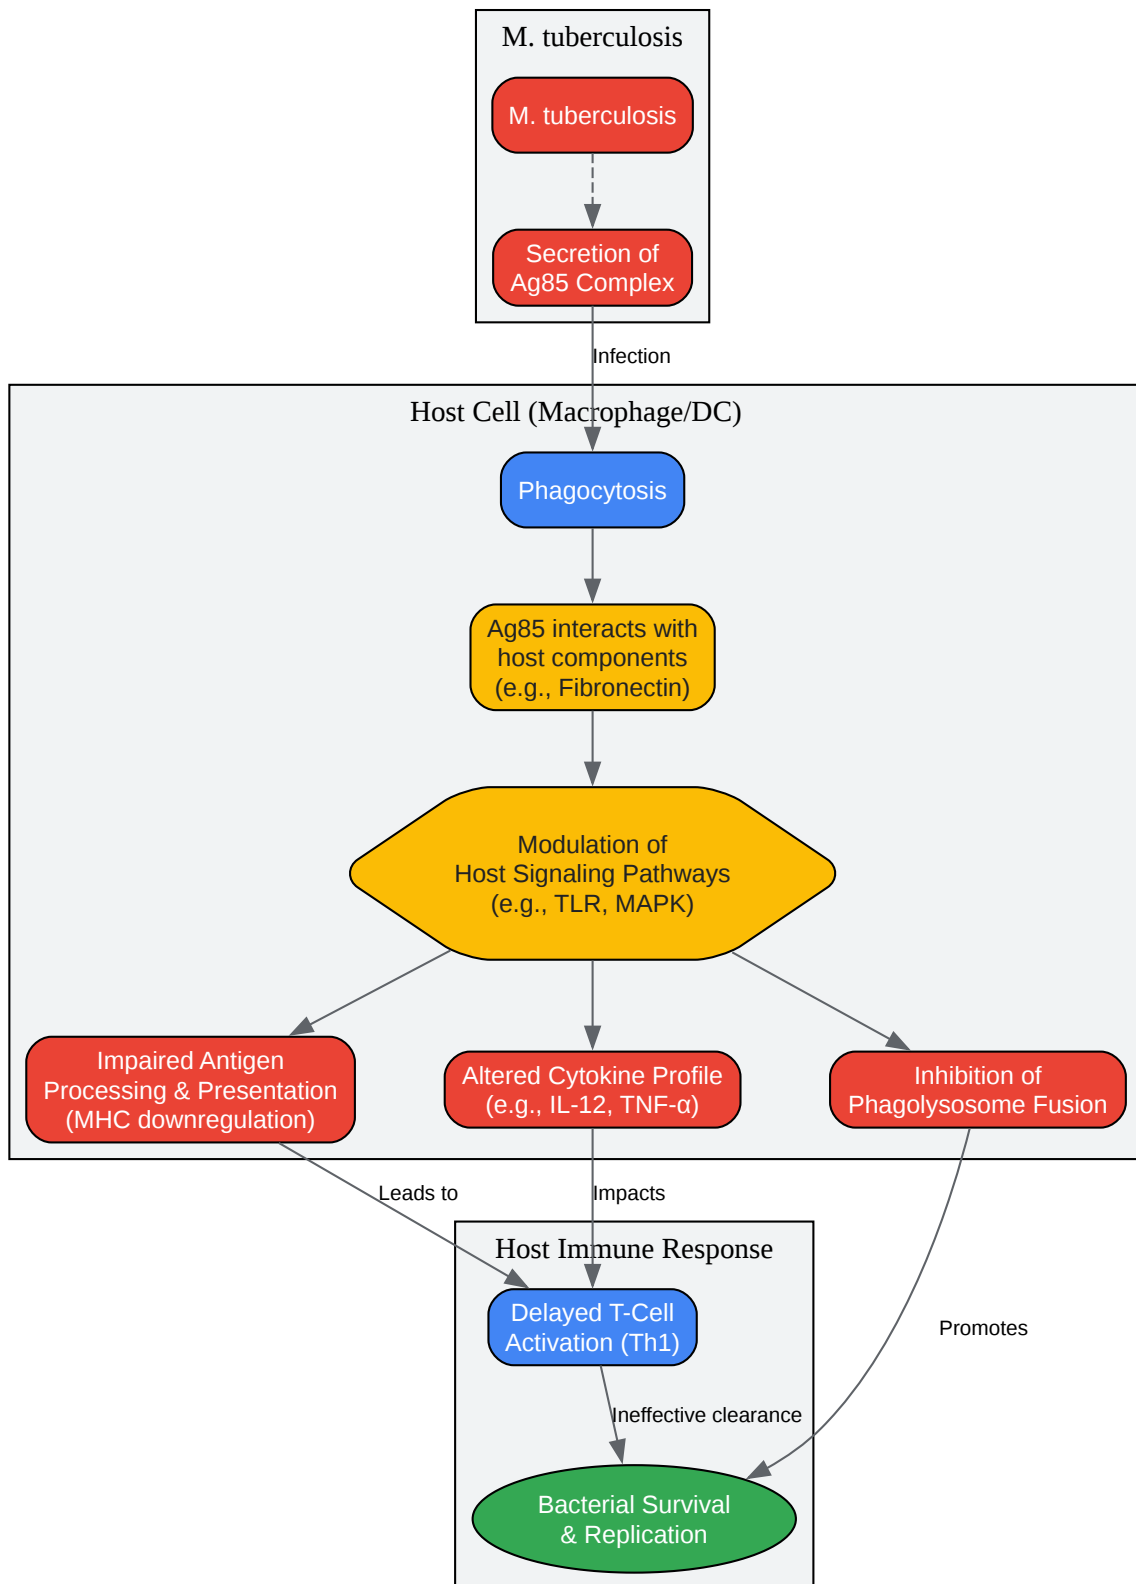 M. tuberculosis
M. tuberculosis
Secretion of
Ag85 Complex
Infection
Host Cell (Macrophage/DC)
Phagocytosis
Ag85 interacts with
host components
(e.g., Fibronectin)
Modulation of
Host Signaling Pathways
(e.g., TLR, MAPK)
Impaired Antigen
Processing & Presentation
(MHC downregulation)
Altered Cytokine Profile
(e.g., IL-12, TNF-α)
Inhibition of
Phagolysosome Fusion
Leads to
Impacts
Host Immune Response
Delayed T-Cell
Activation (Th1)
Promotes
Ineffective clearance
Bacterial Survival
& Replication